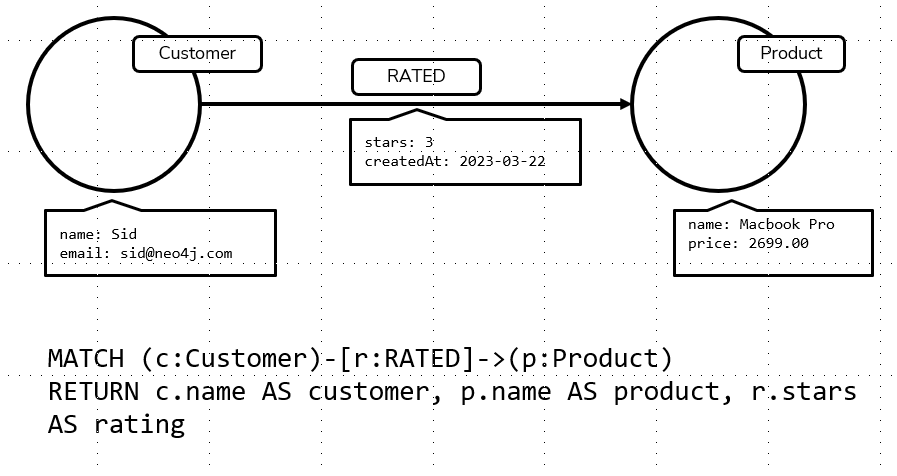 Customer
RATED
Product
stars: 3
createdAt: 2023-03-22
name: Sid
email: sid@neo4j.com
name: Macbook Pro
price: 2699.00
MATCH (c:Customer)-[r:RATED]->(p:Product)
RETURN c.name AS customer, p.name AS product, r.stars
AS rating